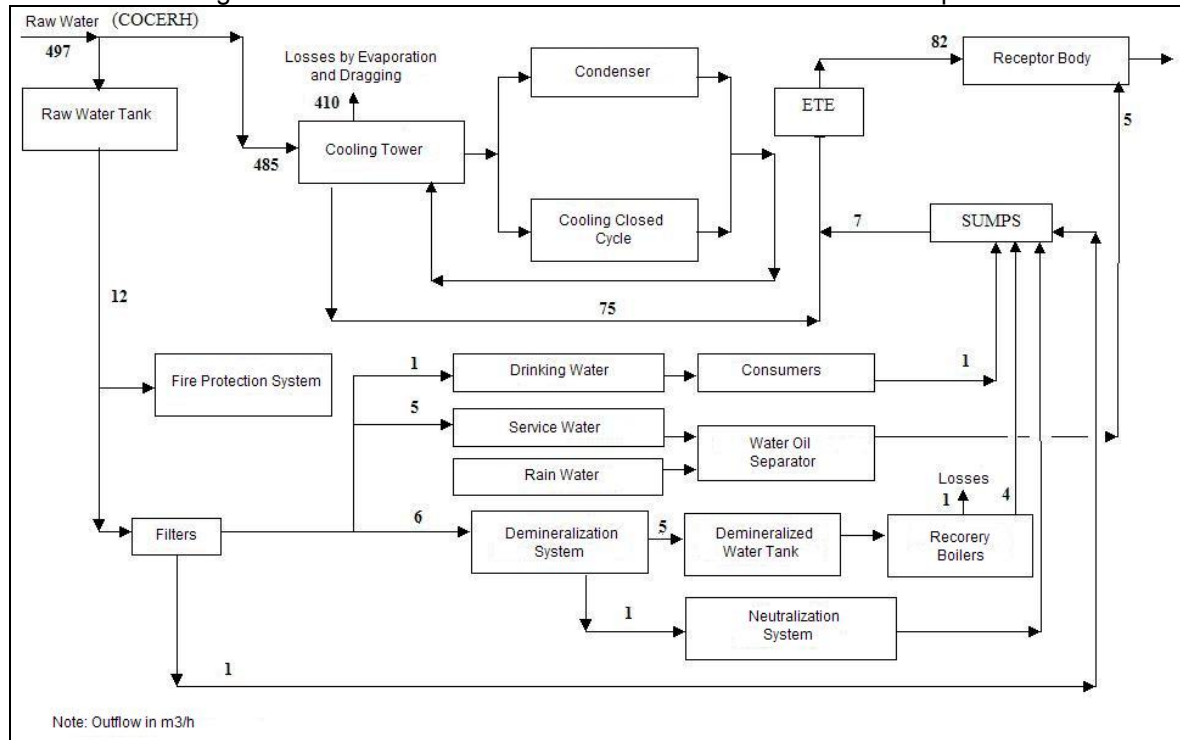 Raw Water (COCERH)
497
Raw Water Tank
Losses by Evaporation
and Dragging
410
485
Cooling Tower
Condenser
Cooling Closed
Cycle
ETE
82
Receptor Body
5
7
SUMPS
75
12
Fire Protection System
1
Drinking Water
Consumers
1
5
Service Water
Water Oil
Separator
Rain Water
Filters
6
Demineralization
System
5
Demineralized
Water Tank
Losses
1
4
Recorery
Boilers
1
Neutralization
System
1
Note: Outflow in m3/h